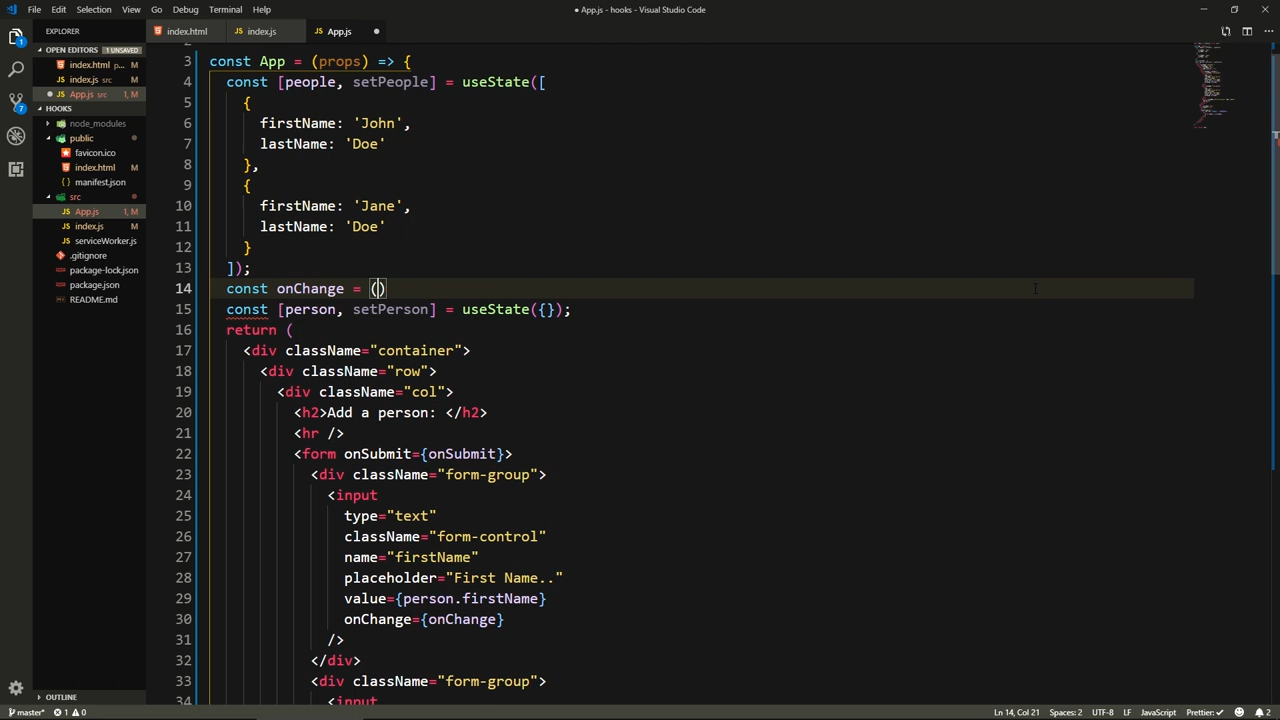 File Edit Selection View Go Debug Terminal Help
● App.js - hooks - Visual Studio Code
EXPLORER
index.html
index.js
App.js
OPEN EDITORS 1 UNSAVED
index.html p... M
index.js src M
App.js src 1, M
HOOKS
node_modules
public
favicon.ico
index.html M
manifest.json
src
App.js 1, M
index.js M
serviceWorker.js
.gitignore
package-lock.json
package.json
README.md
OUTLINE
1
7
3 const App = (props) => {
4 const [people, setPeople] = useState([
5 {
6 firstName: 'John',
7 lastName: 'Doe'
8 },
9 {
10 firstName: 'Jane',
11 lastName: 'Doe'
12 }
13 ]);
14 const onChange = ()
15 const [person, setPerson] = useState({});
16 return (
17 <div className="container">
18 <div className="row">
19 <div className="col">
20 <h2>Add a person: </h2>
21 <hr />
22 <form onSubmit={onSubmit}>
23 <div className="form-group">
24 <input
25 type="text"
26 className="form-control"
27 name="firstName"
28 placeholder="First Name.."
29 value={person.firstName}
30 onChange={onChange}
31 />
32 </div>
33 <div className="form-group">
34 <input
master* 1 0
Ln 14, Col 21 Spaces: 2 UTF-8 LF JavaScript Prettier: ✓ 2